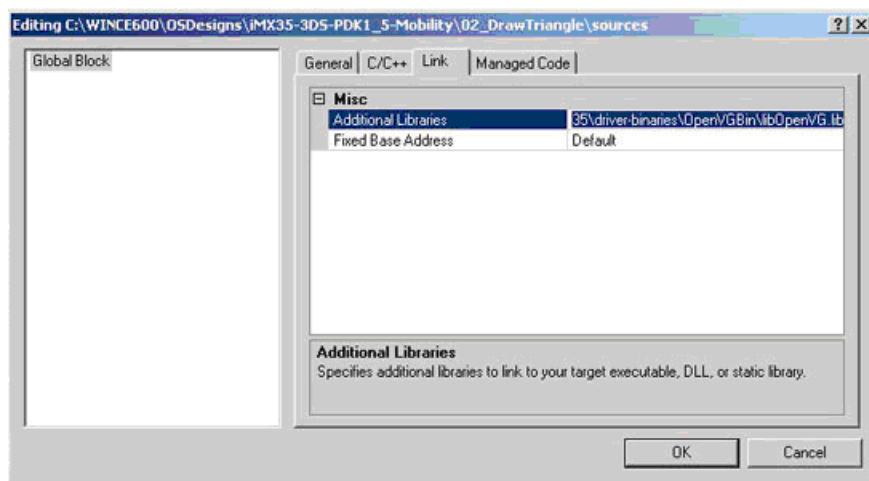 Editing C:\WINCE600\OSDesigns\iMX35-3DS-PDK1_5-Mobility\02_DrawTriangle\sources
Global Block
General C/C++ Link Managed Code
Misc
Additional Libraries 35\driver-binaries\OpenVGBin\libOpenVG.lib
Fixed Base Address Default
Additional Libraries
Specifies additional libraries to link to your target executable, DLL, or static library.
OK Cancel